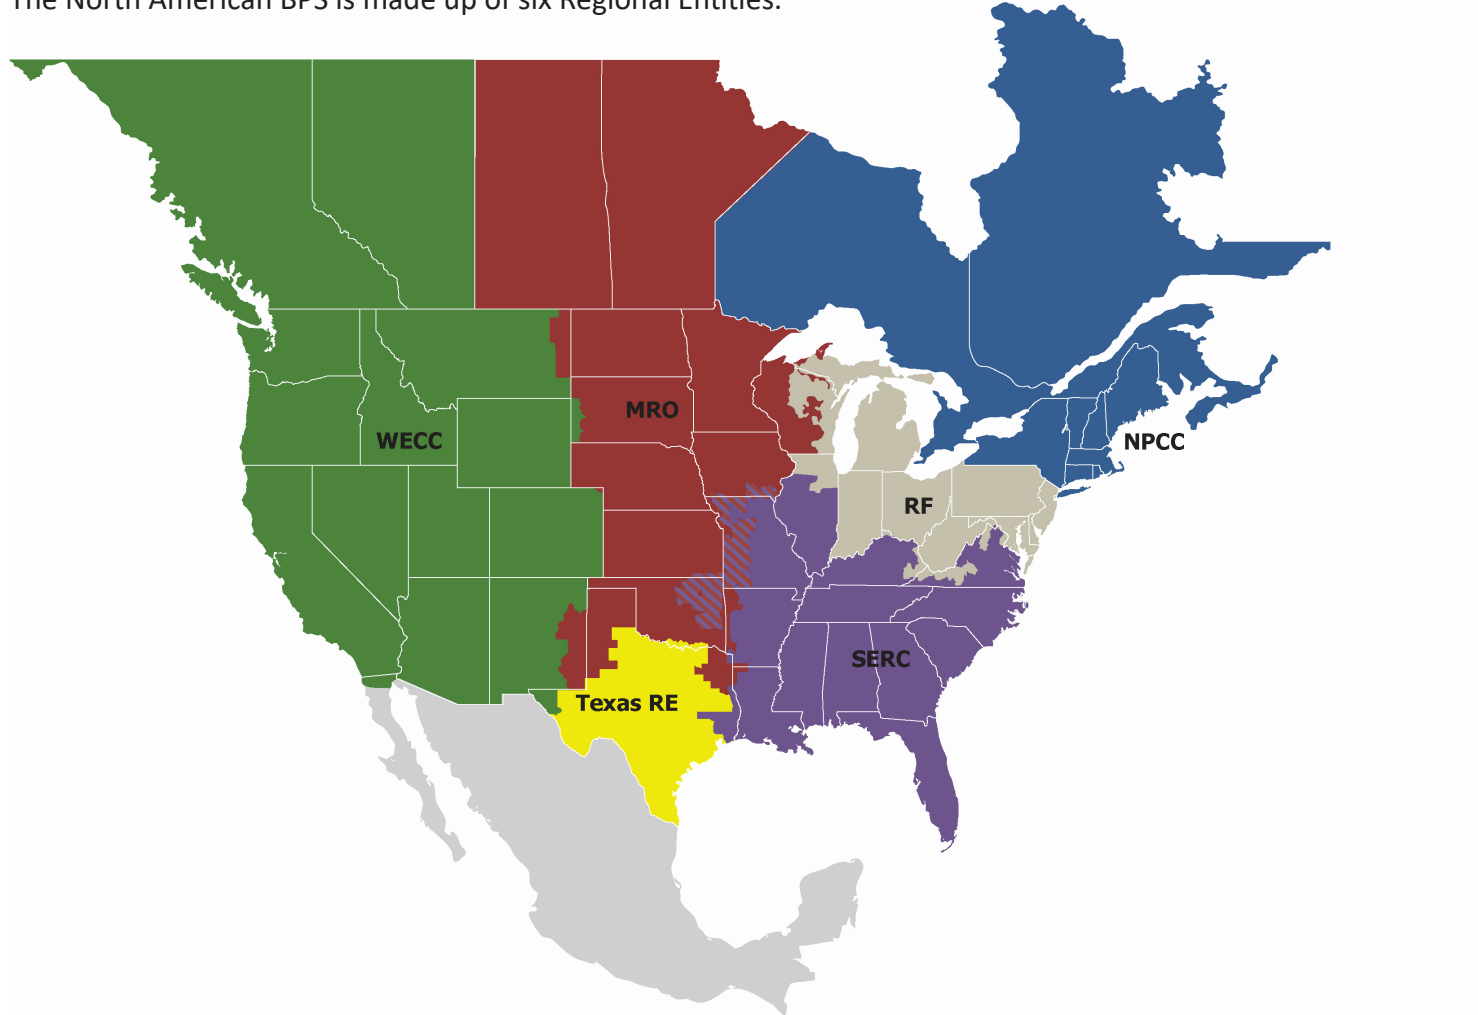 The North American BPS is made up of six Regional Entities.
MRO
WECC
NPCC
RF
SERC
Texas RE